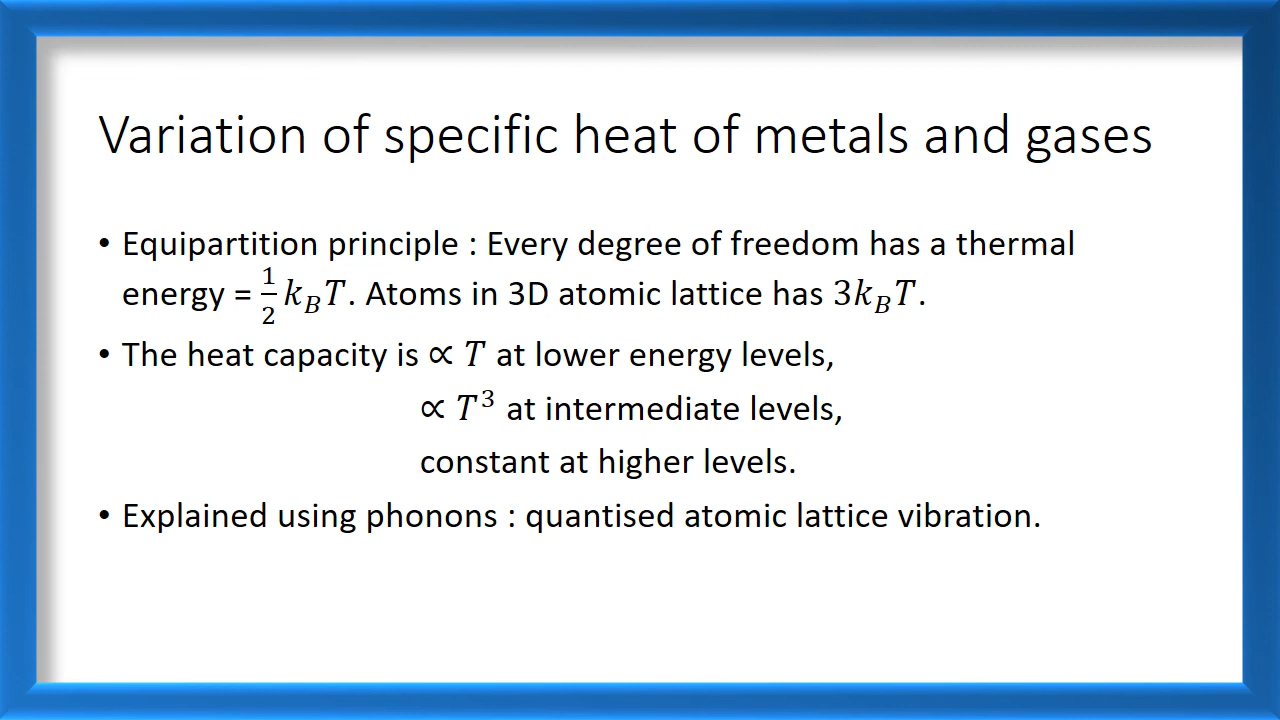 Variation of specific heat of metals and gases
• Equipartition principle : Every degree of freedom has a thermal
energy = $\frac{1}{2} k_B T$. Atoms in 3D atomic lattice has $3k_B T$.
• The heat capacity is ∝ $T$ at lower energy levels,
∝ $T^3$ at intermediate levels,
constant at higher levels.
• Explained using phonons : quantised atomic lattice vibration.